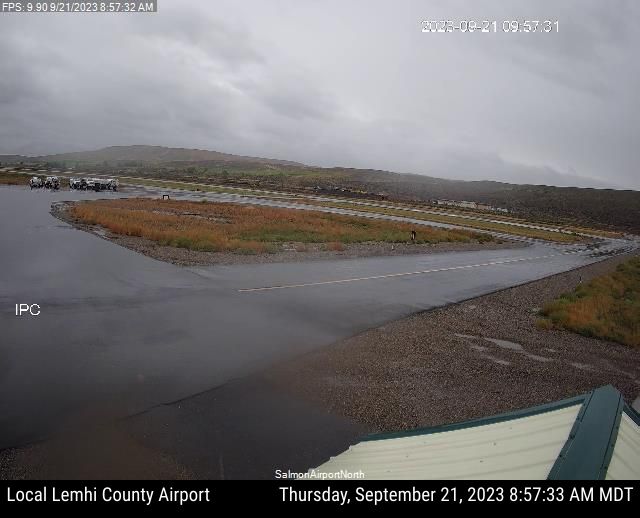 FPS: 9.90 9/21/2023 8:57:32 AM
2023-09-21 09:57:31
IPC
SalmonAirportNorth
Local Lemhi County Airport Thursday, September 21, 2023 8:57:33 AM MDT